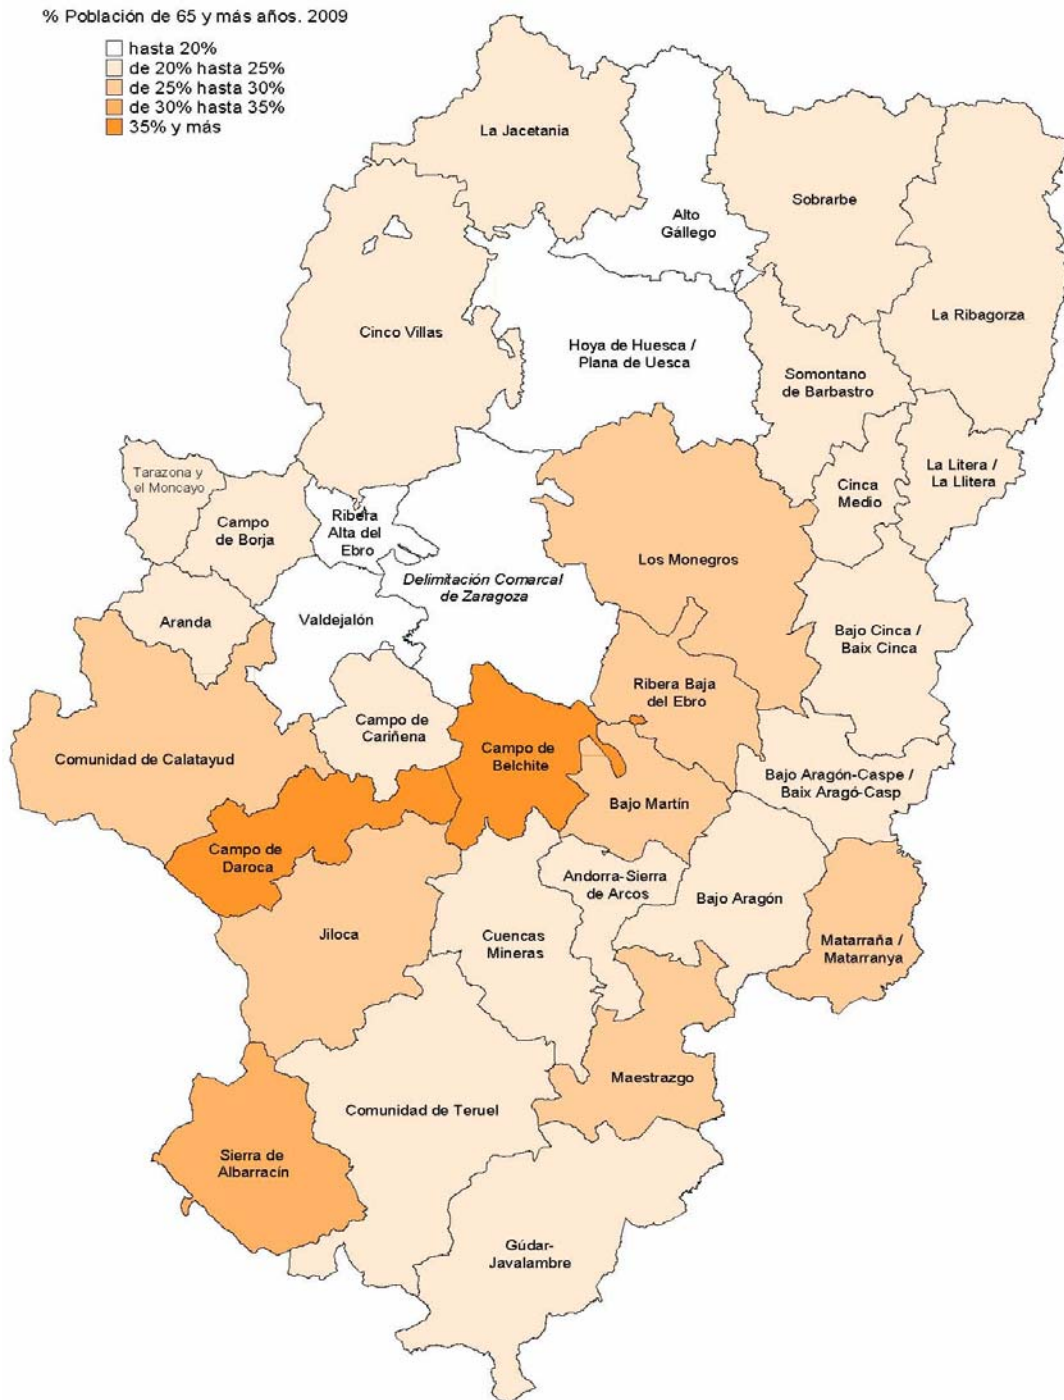 % Población de 65 y más años. 2009
hasta 20%
de 20% hasta 25%
de 25% hasta 30%
de 30% hasta 35%
35% y más
La Jacetania
Alto
Gállego
Sobrarbe
La Ribagorza
Cinco Villas
Hoya de Huesca /
Plana de Uesca
Somontano
de Barbastro
Tarazona y
el Moncayo
Campo
de Borja
Ribera
Alta del
Ebro
Cinca
Medio
La Litera /
La Llitera
Los Monegros
Delimitación Comarcal
de Zaragoza
Aranda
Valdejalón
Bajo Cinca /
Baix Cinca
Ribera Baja
del Ebro
Campo de
Cariñena
Comunidad de Calatayud
Campo de
Belchite
Bajo Aragón-Caspe /
Baix Aragó-Casp
Bajo Martín
Campo de
Daroca
Andorra-Sierra
de Arcos
Bajo Aragón
Jiloca
Cuencas
Mineras
Matarraña /
Matarranya
Maestrazgo
Comunidad de Teruel
Sierra de
Albarracín
Gúdar-
Javalambre